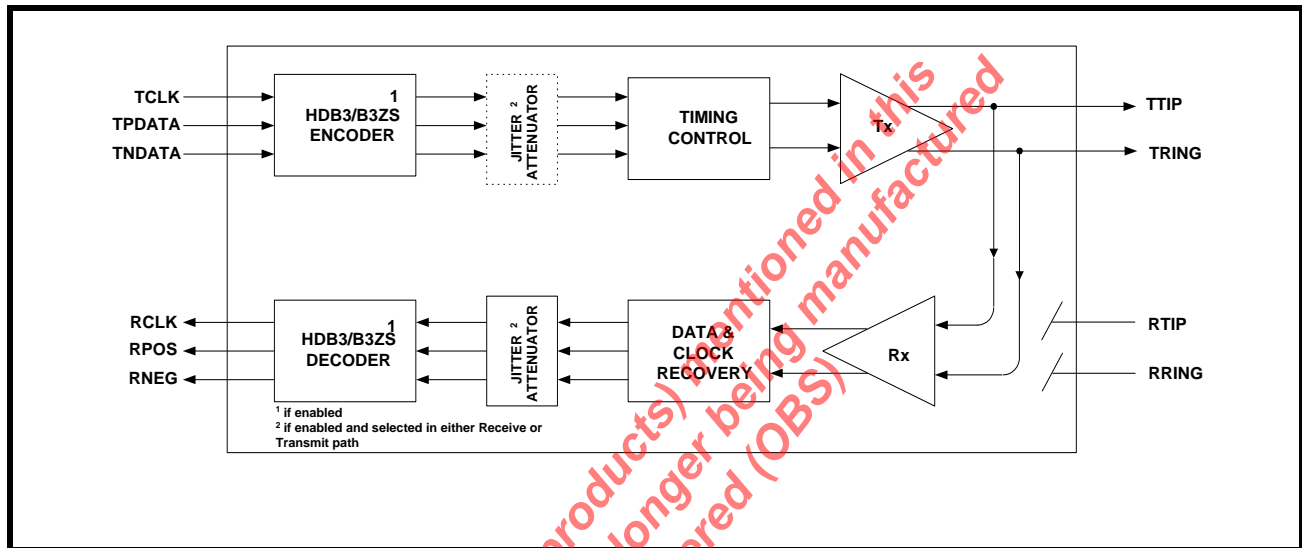 TCLK
TPDATA
TNDATA
1
HDB3/B3ZS
ENCODER
JITTER 2
ATTENUATOR
TIMING
CONTROL
Tx
TTIP
TRING
RCLK
RPOS
RNEG
1
HDB3/B3ZS
DECODER
JITTER 2
ATTENUATOR
DATA &
CLOCK
RECOVERY
Rx
RTIP
RRING
1 if enabled
2 if enabled and selected in either Receive or
Transmit path
products) mentioned in this
longer being manufactured
red (OBS)